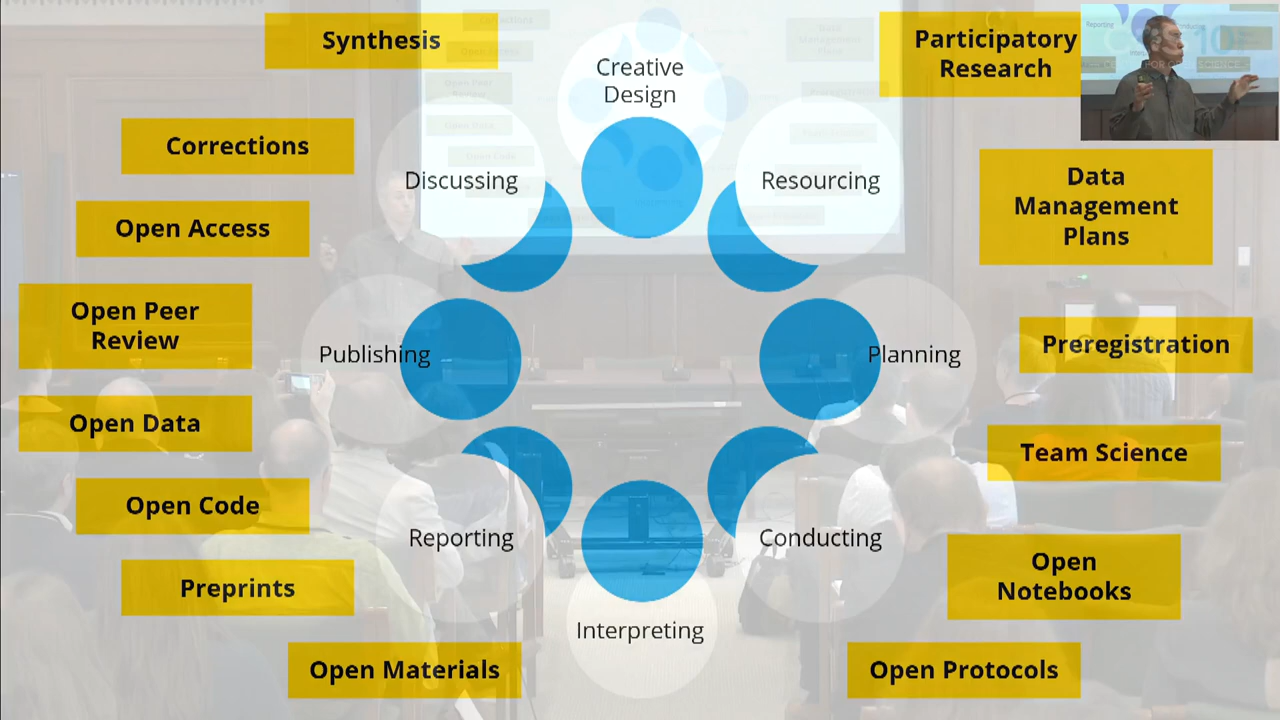 Synthesis
Participatory
Research
Creative
Design
Corrections
Discussing
Resourcing
Data
Management
Plans
Open Access
Open Peer
Review
Publishing
Planning
Preregistration
Open Data
Team Science
Open Code
Reporting
Conducting
Open
Notebooks
Preprints
Interpreting
Open Materials
Open Protocols